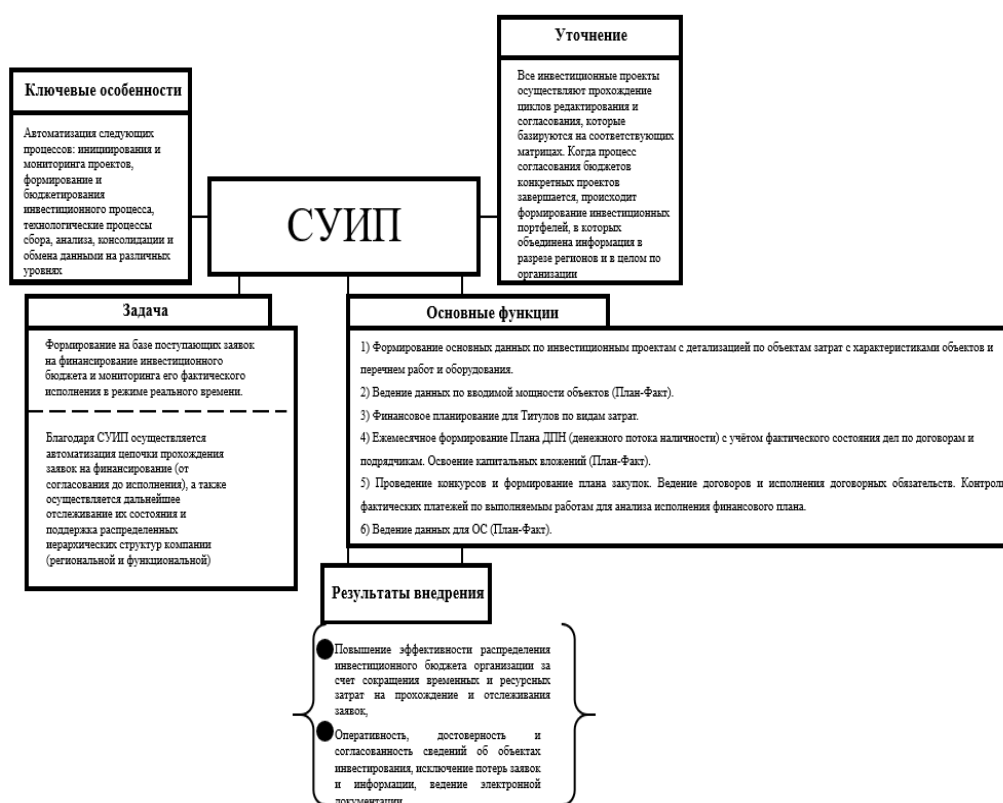 Уточнение
Все инвестиционные проекты
осуществляют прохождение
циклов редактирования и
согласования, которые
базируются на соответствующих
матрицах. Когда процесс
согласования бюджетов
конкретных проектов
завершается, происходит
формирование инвестиционных
портфелей, в которых
объединена информация в
разрезе регионов и в целом по
организации
Ключевые особенности
Автоматизация следующих
процессов: инициирования и
мониторинга проектов,
формирование и
бюджетирования
инвестиционного процесса,
технологические процессы
сбора, анализа, консолидации и
обмена данными на различных
уровнях
СУИП
Задача
Формирование на базе поступающих заявок
на финансирование инвестиционного
бюджета и мониторинга его фактического
исполнения в режиме реального времени.
Благодаря СУИП осуществляется
автоматизация цепочки прохождения
заявок на финансирование (от
согласования до исполнения), а также
осуществляется дальнейшее
отслеживание их состояния и
поддержка распределенных
иерархических структур компании
(региональной и функциональной)
Основные функции
1) Формирование основных данных по инвестиционным проектам с детализацией по объектам затрат с характеристиками объектов и
перечнем работ и оборудования.
2) Ведение данных по вводимой мощности объектов (План-Факт).
3) Финансовое планирование для Титулов по видам затрат.
4) Ежемесячное формирование Плана ДПН (денежного потока наличности) с учётом фактического состояния дел по договорам и
подрядчикам. Освоение капитальных вложений (План-Факт).
5) Проведение конкурсов и формирование плана закупок. Ведение договоров и исполнения договорных обязательств. Контрол
фактических платежей по выполняемым работам для анализа исполнения финансового плана.
6) Ведение данных для ОС (План-Факт).
Результаты внедрения
Повышение эффективности распределения
инвестиционного бюджета организации за
счет сокращения временных и ресурсных
затрат на прохождение и отслеживания
заявок,
Оперативность, достоверность и
согласованность сведений об объектах
инвестирования, исключение потерь заявок
и информации, ведение электронной
документации